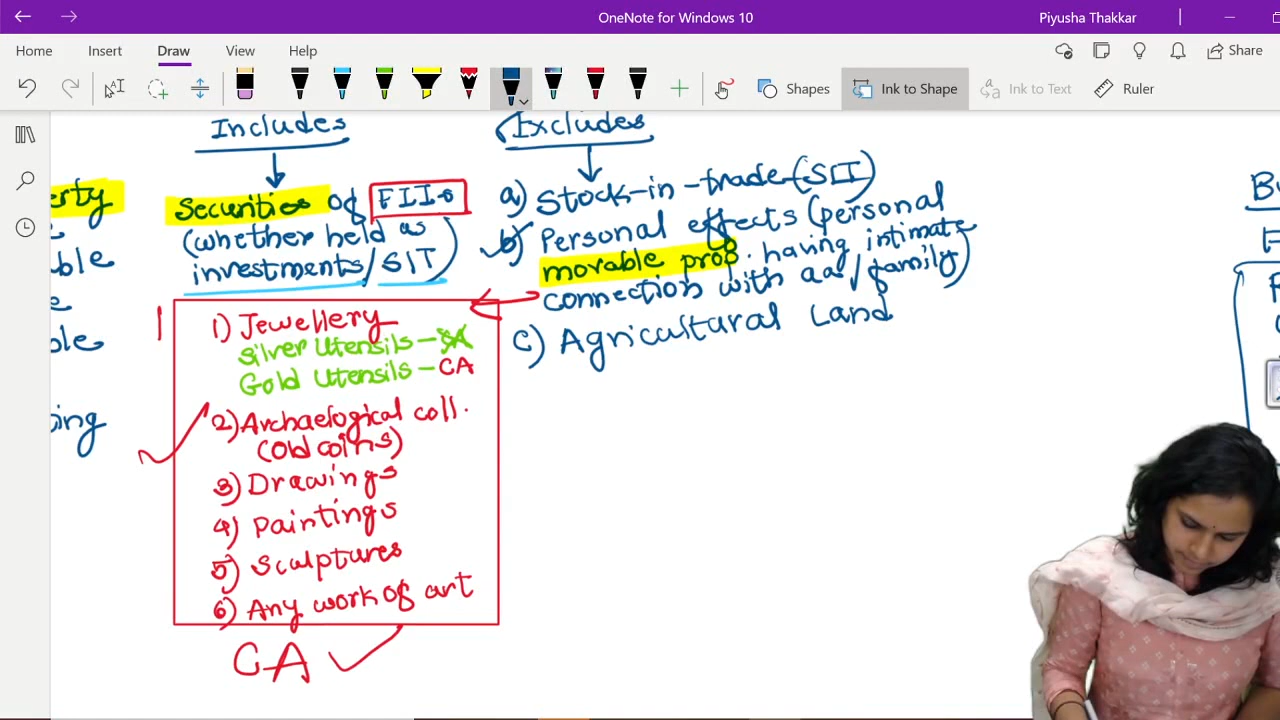 OneNote for Windows 10
Piyusha Thakkar
Home Insert Draw View Help
Share
Shapes
Ink to Shape
Ink to Text
Ruler
Includes
Securities of FIIs
(whether held as
investments/SIT)
1) Jewellery
Silver Utensils-
Gold Utensils-CA
2) Archaelogical coll.
(Old coins)
3) Drawings
4) Paintings
5) Sculptures
6) Any work of art
CA
Excludes
a) Stock-in-trade (SIT)
b) Personal effects (personal
movable prop. having intimate
connection with aa/family)
c) Agricultural Land
erty
ble